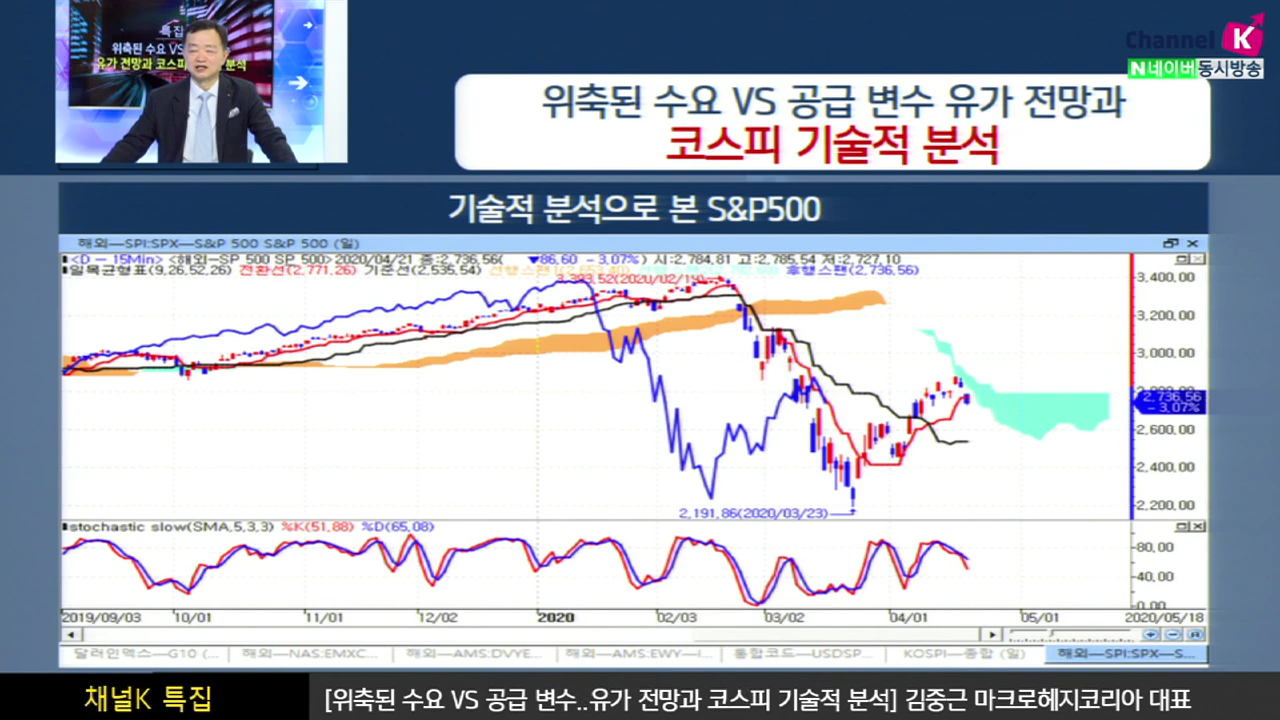 특집
위축된 수요 VS
유가 전망과 코스피 분석
Channel K
N네이버 동시방송
위축된 수요 VS 공급 변수 유가 전망과
코스피 기술적 분석
기술적 분석으로 본 S&P500
해외—SPI:SPX—S&P 500 S&P 500 (일)
<D - 15Min> <해외-SP 500 SP 500>2020/04/21 종:2,736,56( ▼86,60 -3,07%) 시:2,784,81 고:2,785,54 저:2,727,10
일목균형표(9,26,52,26) 전환선(2,771,26) 기준선(2,535,54) 후행스팬(2,736,56)
3,393,52(2020/02/19)
3,400,00
3,200,00
3,000,00
2,800,00
2,736,56
-3,07%
2,600,00
2,400,00
2,200,00
2,191,86(2020/03/23)
stochastic slow(SMA,5,3,3) %K(51,88) %D(65,08)
80,00
40,00
0,00
2019/09/03 10/01 11/01 12/02 2020 02/03 03/02 04/01 05/01 2020/05/18
달러인덱스—G10 (... 해외—NAS:EMXC... 해외—AMS:DVYE... 해외—AMS:EWY—I... 통합코드—USDSP... KOSPI—종합 (일) 해외—SPI:SPX—S...
채널K 특집
[위축된 수요 VS 공급 변수..유가 전망과 코스피 기술적 분석] 김중근 마크로헤지코리아 대표